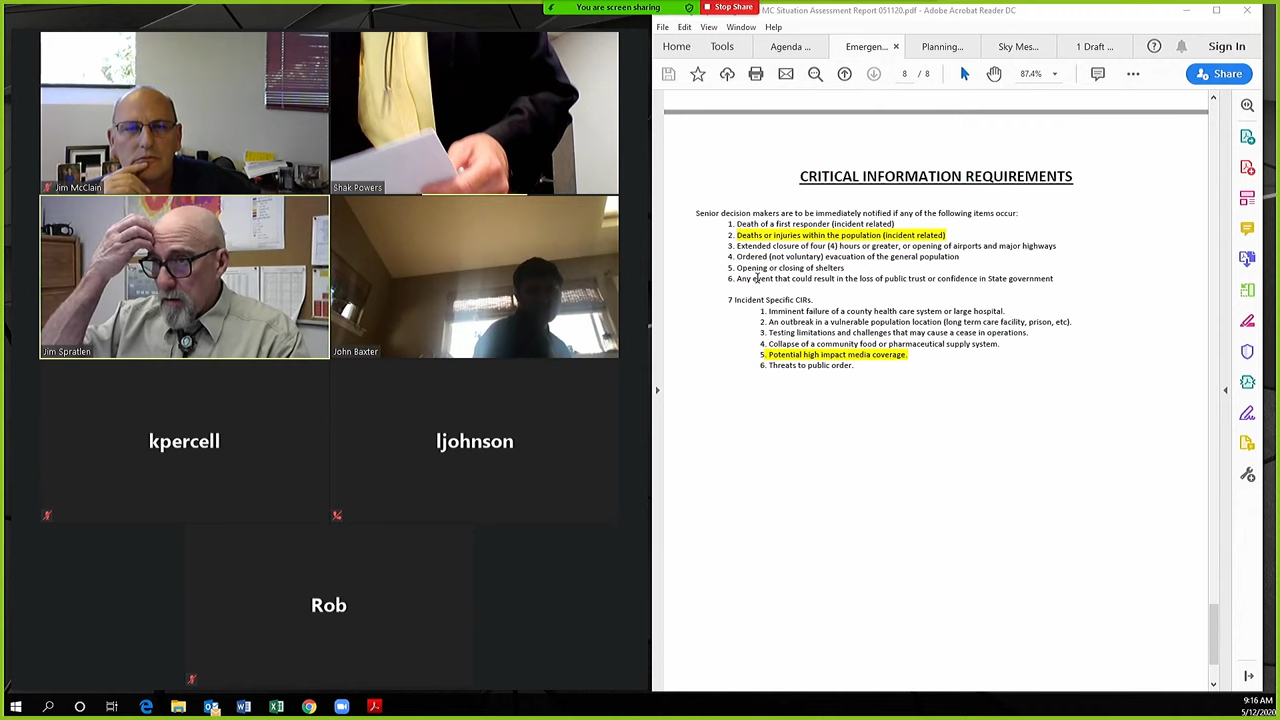 You are screen sharing
Stop Share
MC Situation Assessment Report 051120.pdf - Adobe Acrobat Reader DC
File Edit View Window Help
Home Tools Agenda ... Emergen... × Planning,... Sky Mes... 1 Draft ... Sign In
8 / 87.4% Share
Jim McClain
Shak Powers
Jim Spratlen
John Baxter
kpercell
ljohnson
Rob
CRITICAL INFORMATION REQUIREMENTS
Senior decision makers are to be immediately notified if any of the following items occur:
1. Death of a first responder (incident related)
2. Deaths or injuries within the population (incident related)
3. Extended closure of four (4) hours or greater, or opening of airports and major highways
4. Ordered (not voluntary) evacuation of the general population
5. Opening or closing of shelters
6. Any event that could result in the loss of public trust or confidence in State government
7 Incident Specific CIRs.
1. Imminent failure of a county health care system or large hospital.
2. An outbreak in a vulnerable population location (long term care facility, prison, etc).
3. Testing limitations and challenges that may cause a cease in operations.
4. Collapse of a community food or pharmaceutical supply system.
5. Potential high impact media coverage.
6. Threats to public order.
9:16 AM
5/12/2020